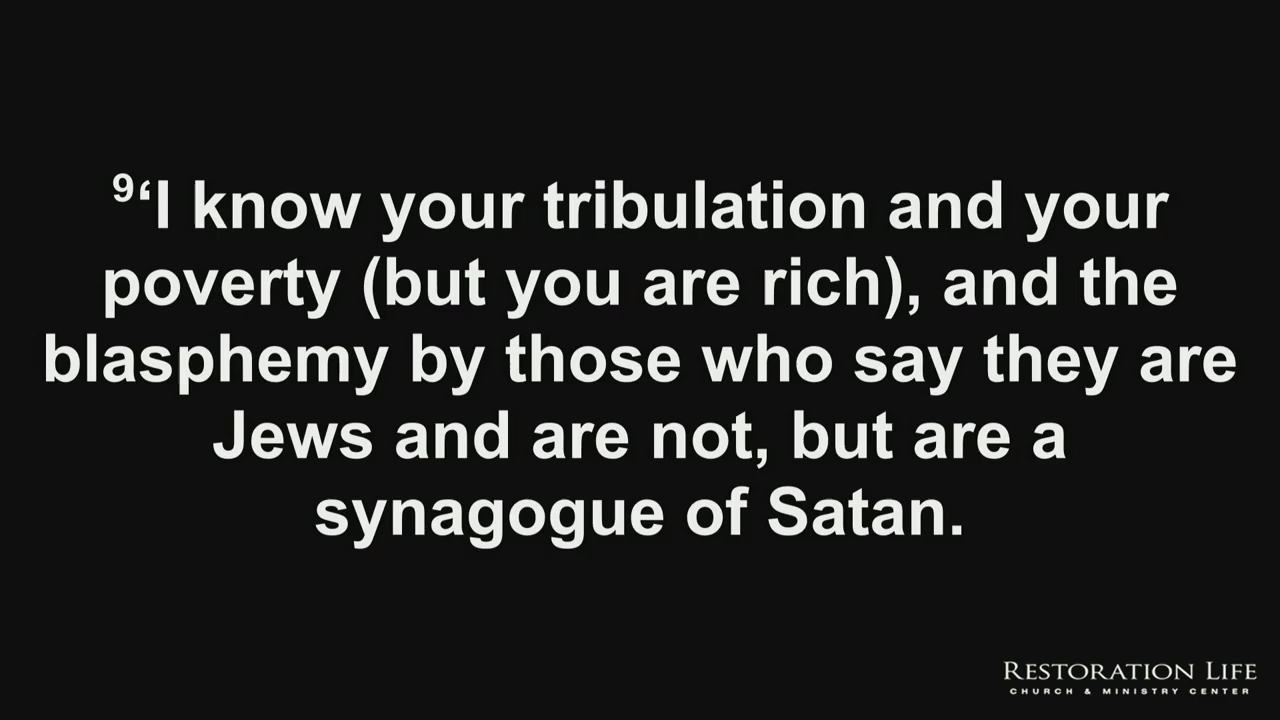 ⁹‘I know your tribulation and your
poverty (but you are rich), and the
blasphemy by those who say they are
Jews and are not, but are a
synagogue of Satan.
RESTORATION LIFE
CHURCH & MINISTRY CENTER